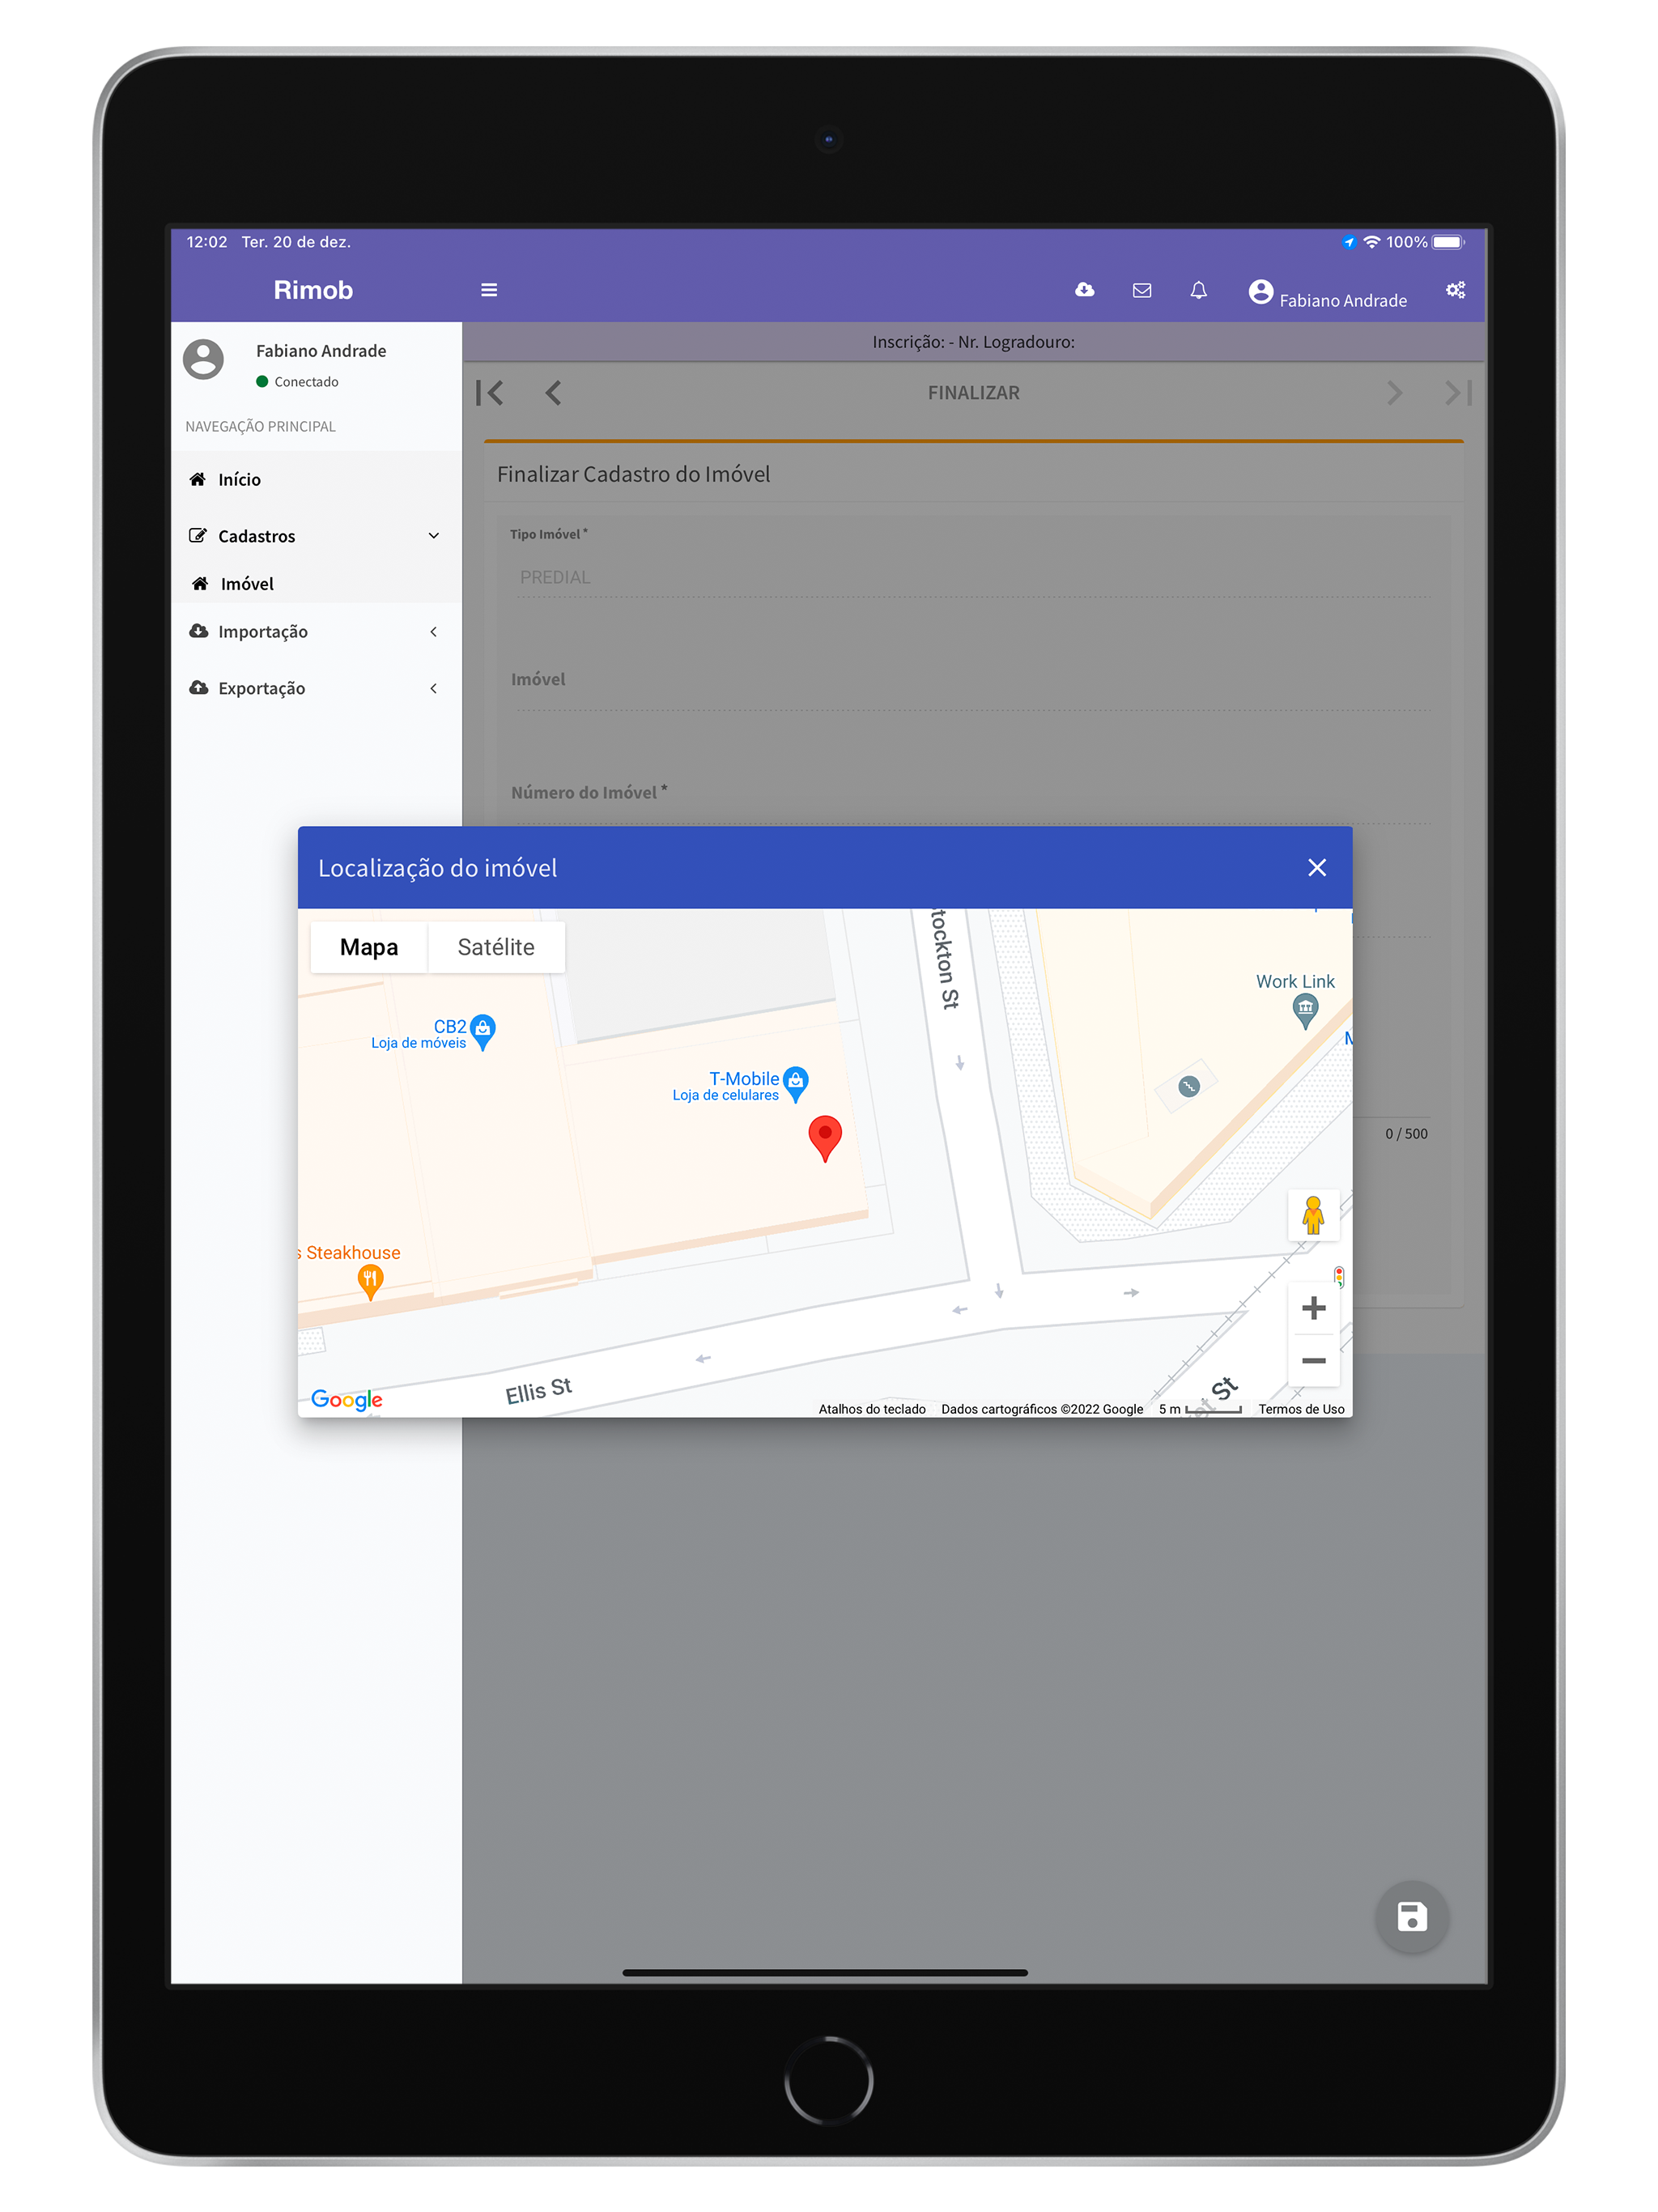 12:02 Ter. 20 de dez.
100%
Rimob
Fabiano Andrade
Fabiano Andrade
Conectado
NAVEGAÇÃO PRINCIPAL
Início
Cadastros
Imóvel
Importação
Exportação
Inscrição: - Nr. Logradouro:
FINALIZAR
Finalizar Cadastro do Imóvel
Tipo Imóvel *
PREDIAL
Imóvel
Número do Imóvel *
0 / 500
Localização do imóvel
Mapa
Satélite
tockton St
Work Link
CB2
Loja de móveis
M
T-Mobile
Loja de celulares
s Steakhouse
Ellis St
et St
Google
Atalhos do teclado
Dados cartográficos ©2022 Google
5 m
Termos de Uso